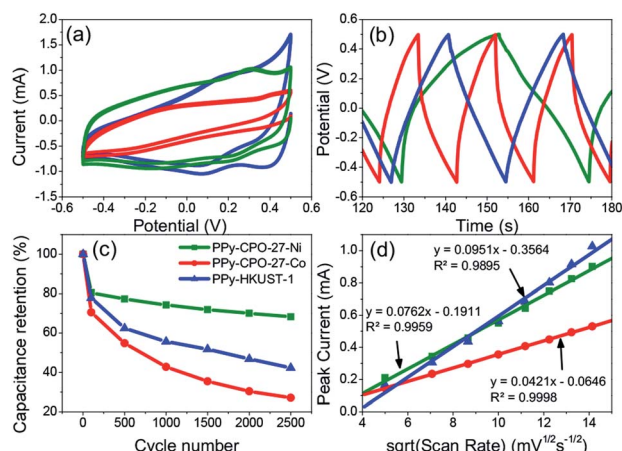 (a)
Current (mA)
2.0
1.5
1.0
0.5
0.0
-0.5
-1.0
-1.5
-0.6 -0.4 -0.2 0.0 0.2 0.4 0.6
Potential (V)
(b)
Potential (V)
0.6
0.4
0.2
0.0
-0.2
-0.4
-0.6
120 130 140 150 160 170 180
Time (s)
(c)
PPy-CPO-27-Ni
PPy-CPO-27-Co
PPy-HKUST-1
Capacitance retention (%)
120
100
80
60
40
20
0 500 1000 1500 2000 2500
Cycle number
(d)
y = 0.0951x - 0.3564
R² = 0.9895
y = 0.0762x - 0.1911
R² = 0.9959
y = 0.0421x - 0.0646
R² = 0.9998
Peak Current (mA)
1.0
0.8
0.6
0.4
0.2
0.0
4 6 8 10 12 14
sqrt(Scan Rate) (mV^1/2 s^-1/2)